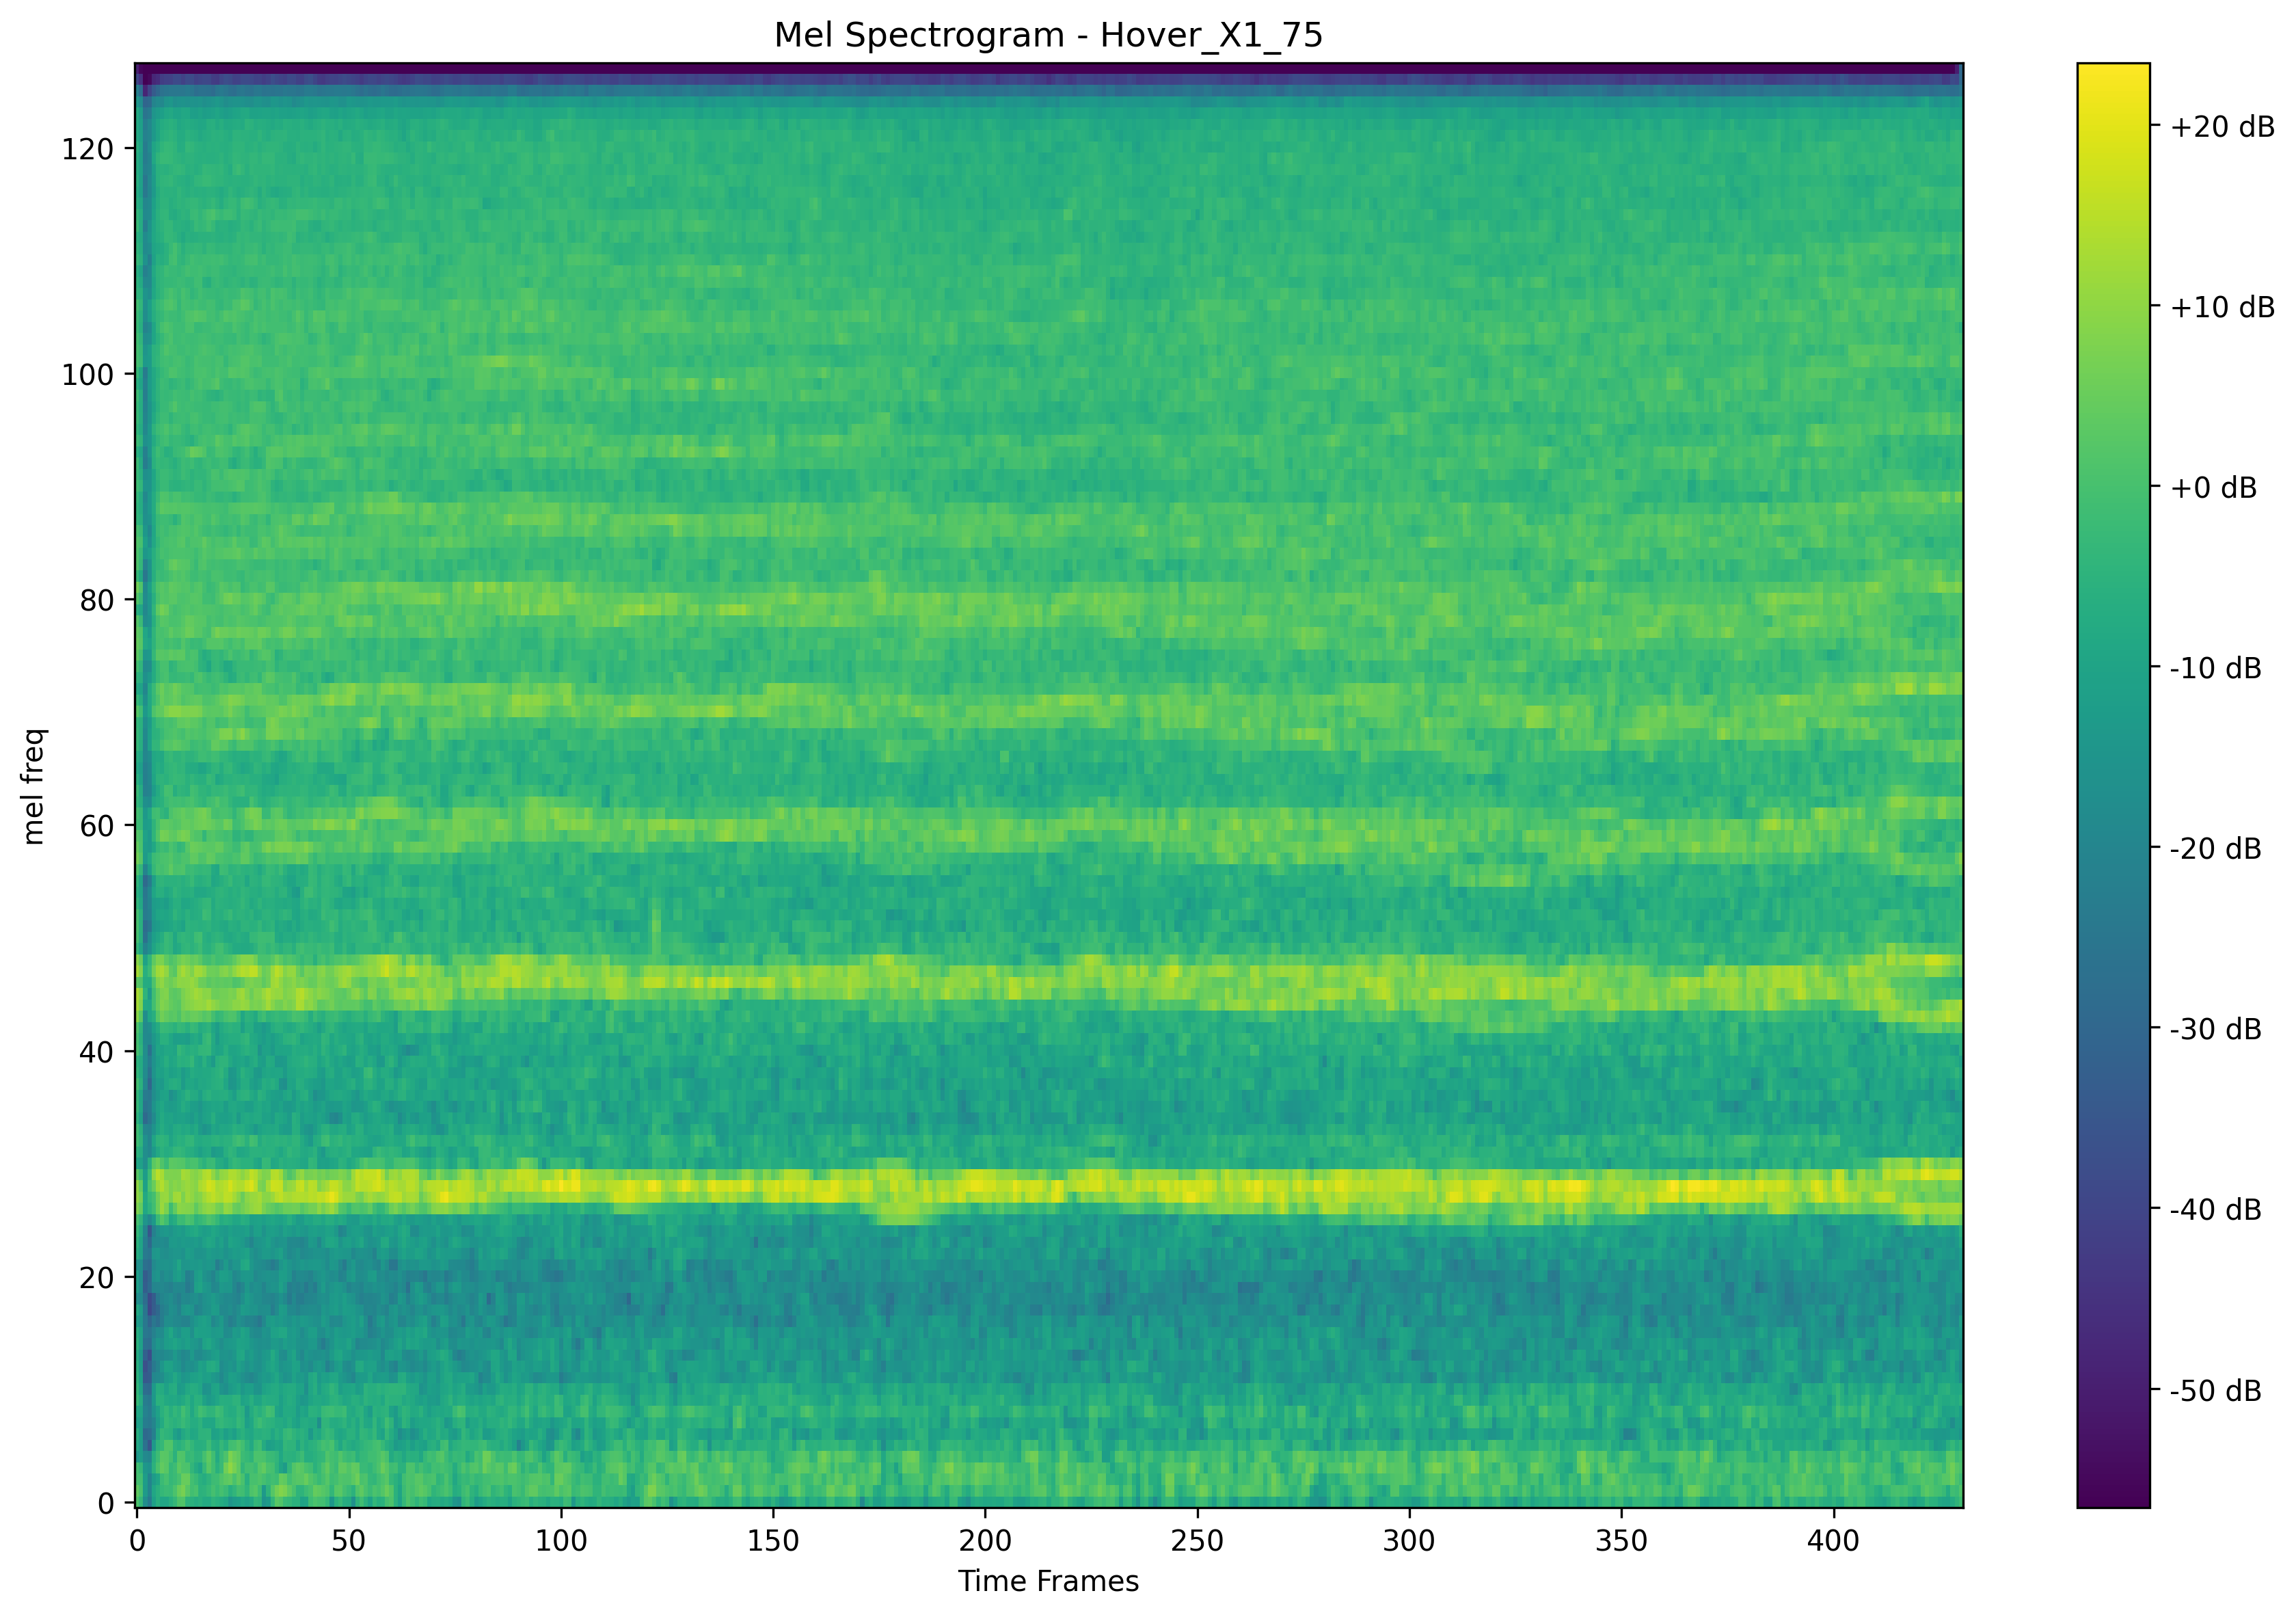 Mel Spectrogram - Hover_X1_75
mel freq
120
100
80
60
40
20
0
0 50 100 150 200 250 300 350 400
Time Frames
+20 dB
+10 dB
+0 dB
-10 dB
-20 dB
-30 dB
-40 dB
-50 dB